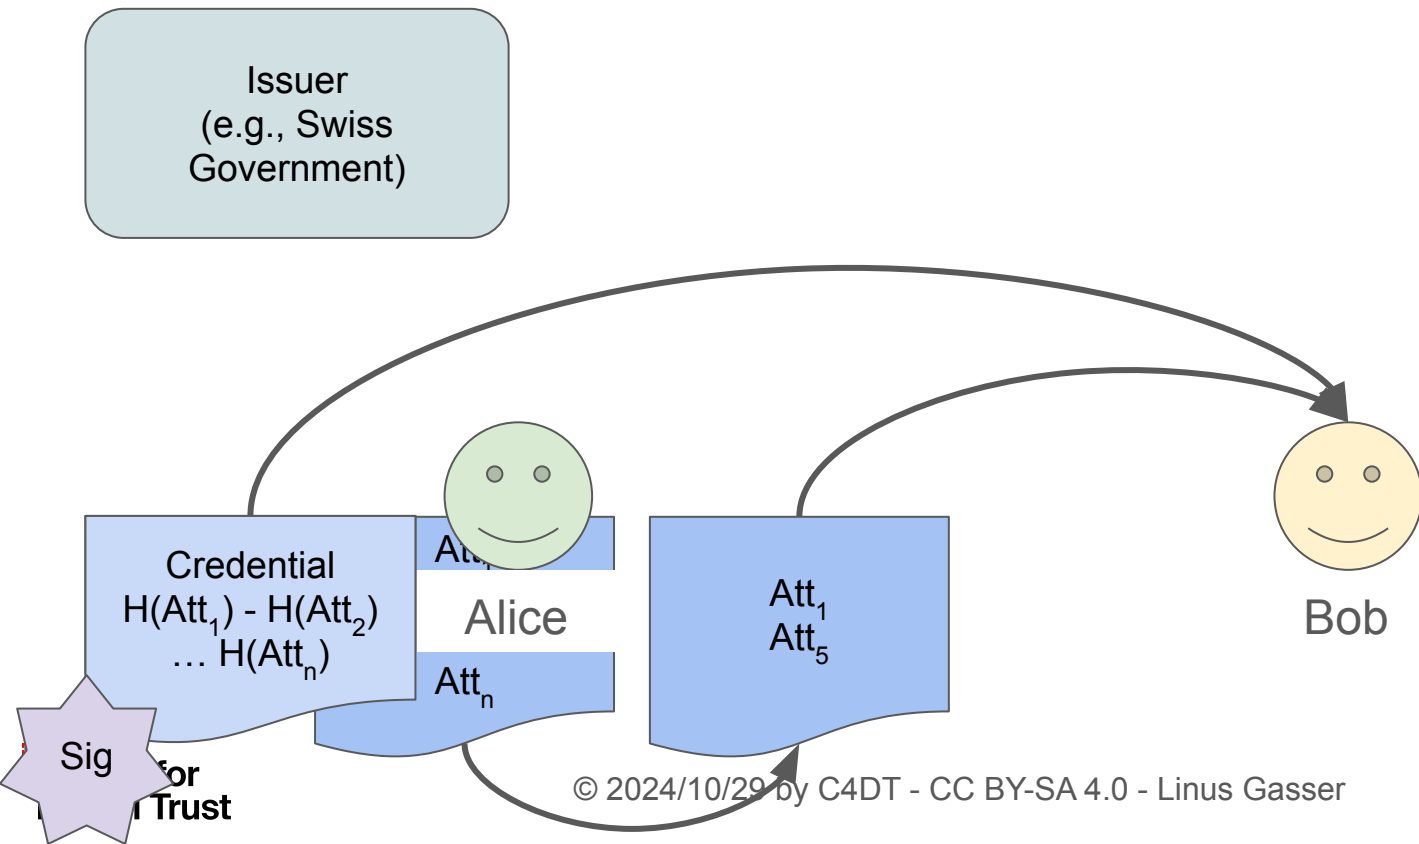 Issuer
(e.g., Swiss
Government)
Credential
H(Att₁) - H(Att₂)
… H(Attₙ)
Alice
Attₙ
Att₁
Att₅
Bob
Sig
for
Trust
© 2024/10/29 by C4DT - CC BY-SA 4.0 - Linus Gasser